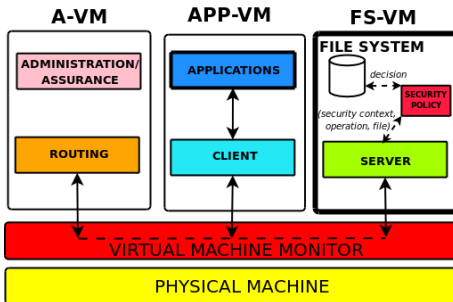 A-VM
APP-VM
FS-VM
FILE SYSTEM
ADMINISTRATION/
ASSURANCE
APPLICATIONS
decision
SECURITY
POLICY
(security context,
operation, file)
ROUTING
CLIENT
SERVER
VIRTUAL MACHINE MONITOR
PHYSICAL MACHINE